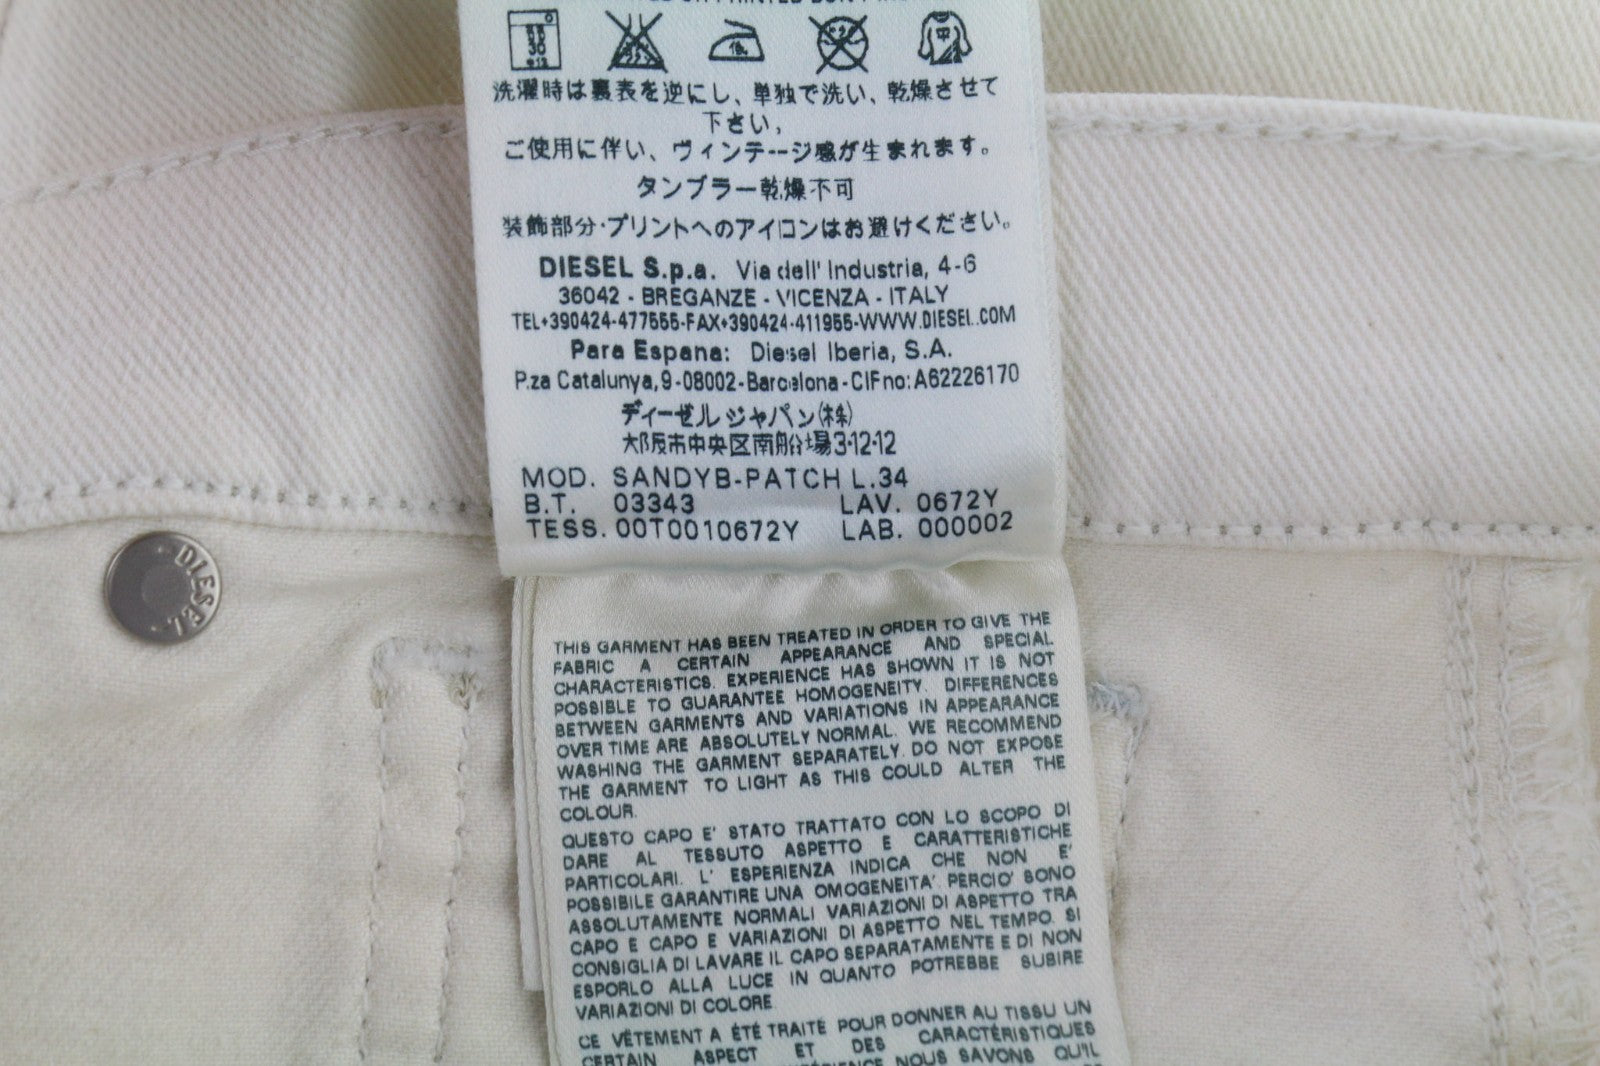 30
洗濯時は裏表を逆にし、単独で洗い、乾燥させて
下さい。
ご使用に伴い、ヴィンテージ感が生まれます。
タンブラー乾燥不可
装飾部分・プリントへのアイロンはお避けください。
DIESEL S.p.a. Via dell' Industria, 4-6
36042 - BREGANZE - VICENZA - ITALY
TEL+390424-477555-FAX+390424-411955-WWW.DIESEL.COM
Para Espana: Diesel Iberia, S.A.
P.za Catalunya, 9-08002-Barcelona-CIF no: A62226170
ディーゼルジャパン(株)
大阪市中央区南船場3-12-12
MOD. SANDYB-PATCH L.34
B.T. 03343 LAV. 0672Y
TESS. 00T0010672Y LAB. 000002
DIESEL
THIS GARMENT HAS BEEN TREATED IN ORDER TO GIVE THE
FABRIC A CERTAIN APPEARANCE AND SPECIAL
CHARACTERISTICS. EXPERIENCE HAS SHOWN IT IS NOT
POSSIBLE TO GUARANTEE HOMOGENEITY. DIFFERENCES
BETWEEN GARMENTS AND VARIATIONS IN APPEARANCE
OVER TIME ARE ABSOLUTELY NORMAL. WE RECOMMEND
WASHING THE GARMENT SEPARATELY. DO NOT EXPOSE
THE GARMENT TO LIGHT AS THIS COULD ALTER THE
COLOUR.
QUESTO CAPO E' STATO TRATTATO CON LO SCOPO DI
DARE AL TESSUTO ASPETTO E CARATTERISTICHE
PARTICOLARI. L' ESPERIENZA INDICA CHE NON E'
POSSIBILE GARANTIRE UNA OMOGENEITA'. PERCIO' SONO
ASSOLUTAMENTE NORMALI VARIAZIONI DI ASPETTO TRA
CAPO E CAPO E VARIAZIONI DI ASPETTO NEL TEMPO. SI
CONSIGLIA DI LAVARE IL CAPO SEPARATAMENTE E DI NON
ESPORLO ALLA LUCE IN QUANTO POTREBBE SUBIRE
VARIAZIONI DI COLORE.
CE VÊTEMENT A ÉTÉ TRAITÉ POUR DONNER AU TISSU UN
CERTAIN ASPECT ET DES CARACTÉRISTIQUES
NOUS SAVONS QU'IL